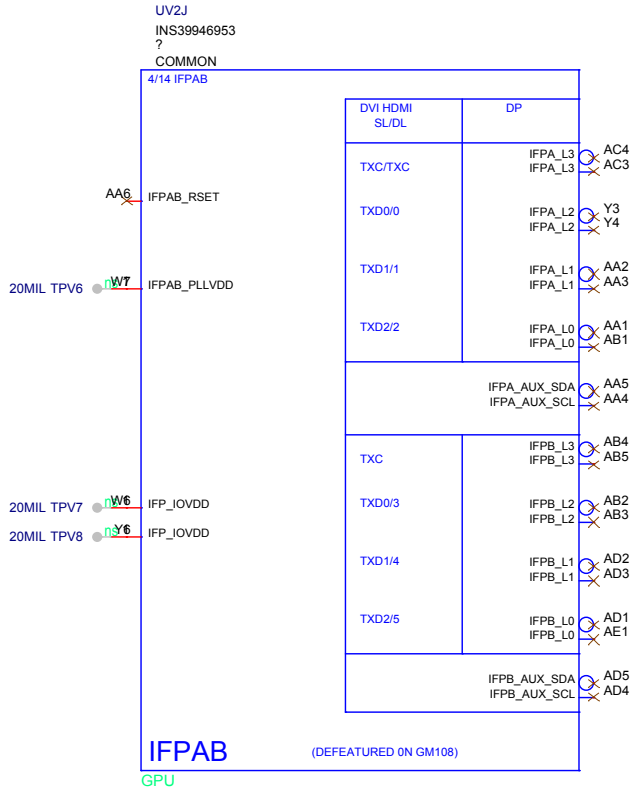 UV2J
INS39946953
?
COMMON
4/14 IFPAB
DVI HDMI DP
SL/DL
IFPA_L3 AC4
TXC/TXC IFPA_L3 AC3
AA6 IFPAB_RSET
TXD0/0 IFPA_L2 Y3
IFPA_L2 Y4
TXD1/1 IFPA_L1 AA2
20MIL TPV6 W7 IFPAB_PLLVDD IFPA_L1 AA3
TXD2/2 IFPA_L0 AA1
IFPA_L0 AB1
IFPA_AUX_SDA AA5
IFPA_AUX_SCL AA4
IFPB_L3 AB4
TXC IFPB_L3 AB5
20MIL TPV7 W6 IFP_IOVDD TXD0/3 IFPB_L2 AB2
IFPB_L2 AB3
20MIL TPV8 Y6 IFP_IOVDD
TXD1/4 IFPB_L1 AD2
IFPB_L1 AD3
TXD2/5 IFPB_L0 AD1
IFPB_L0 AE1
IFPB_AUX_SDA AD5
IFPB_AUX_SCL AD4
IFPAB (DEFEATURED 0N GM108)
GPU